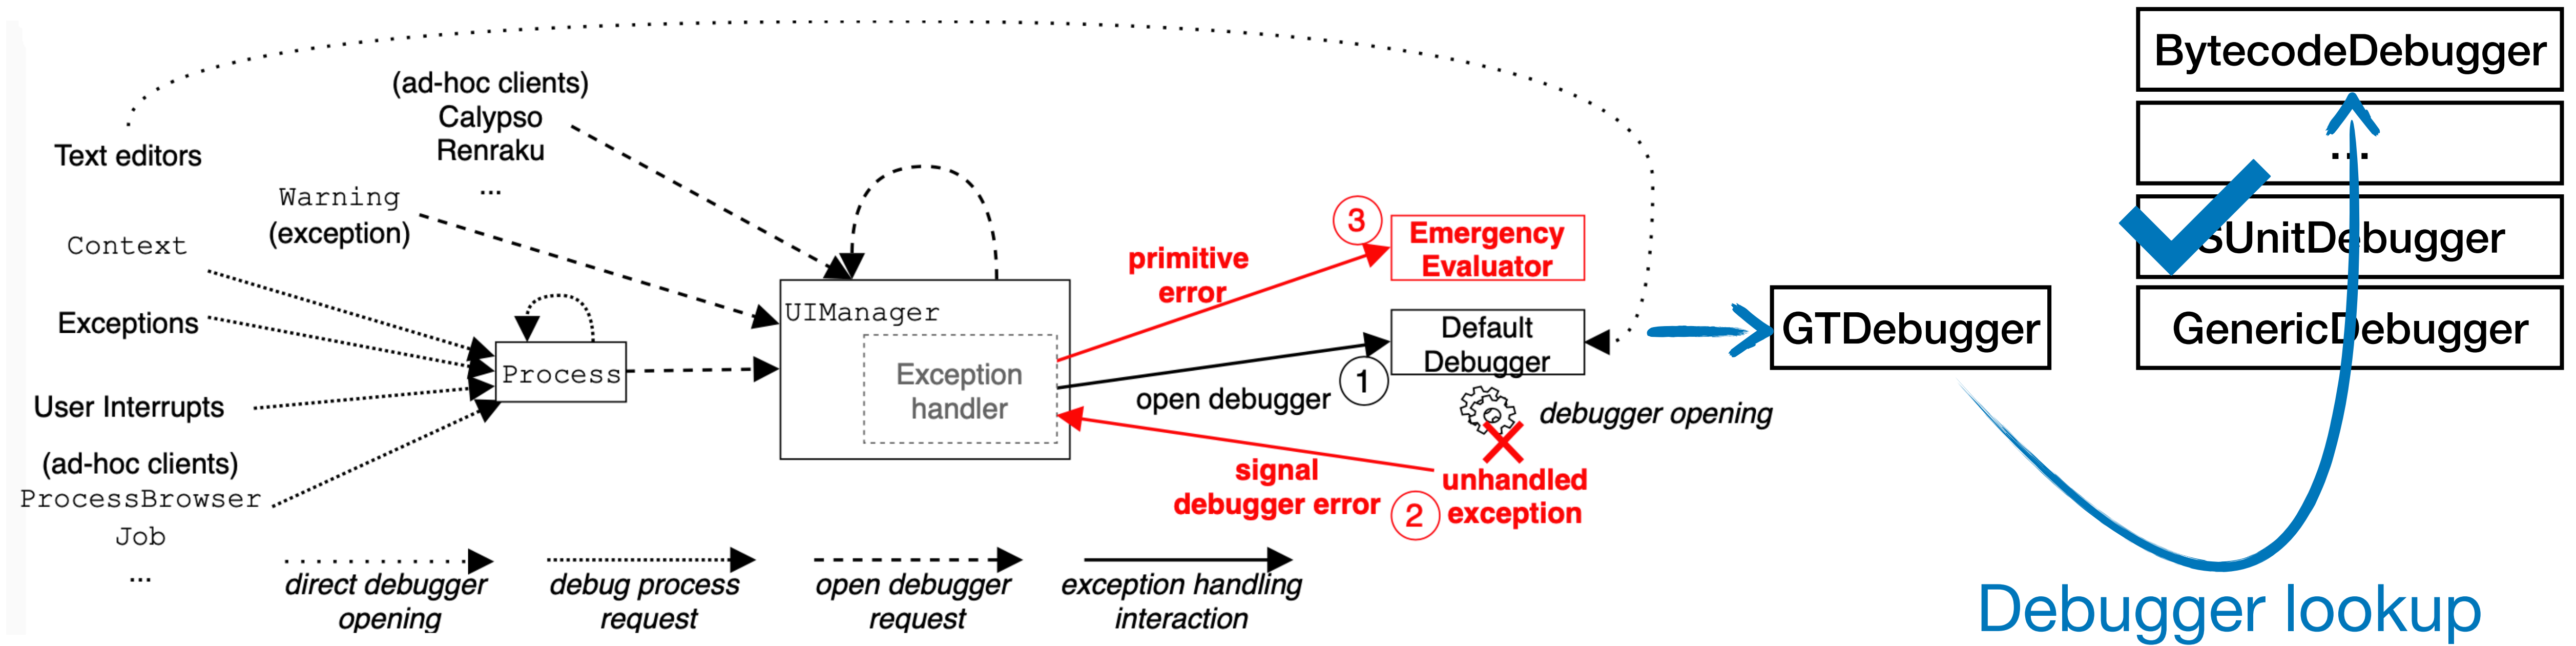 Text editors
(ad-hoc clients)
Calypso
Renraku
...
Warning
(exception)
Context
Exceptions
User Interrupts
(ad-hoc clients)
ProcessBrowser
Job
...
Process
UIManager
Exception
handler
primitive
error
3
Emergency
Evaluator
Default
Debugger
open debugger
1
debugger opening
signal
debugger error
2
unhandled
exception
direct debugger
opening
debug process
request
open debugger
request
exception handling
interaction
GTDebugger
BytecodeDebugger
...
SUnitDebugger
GenericDebugger
Debugger lookup